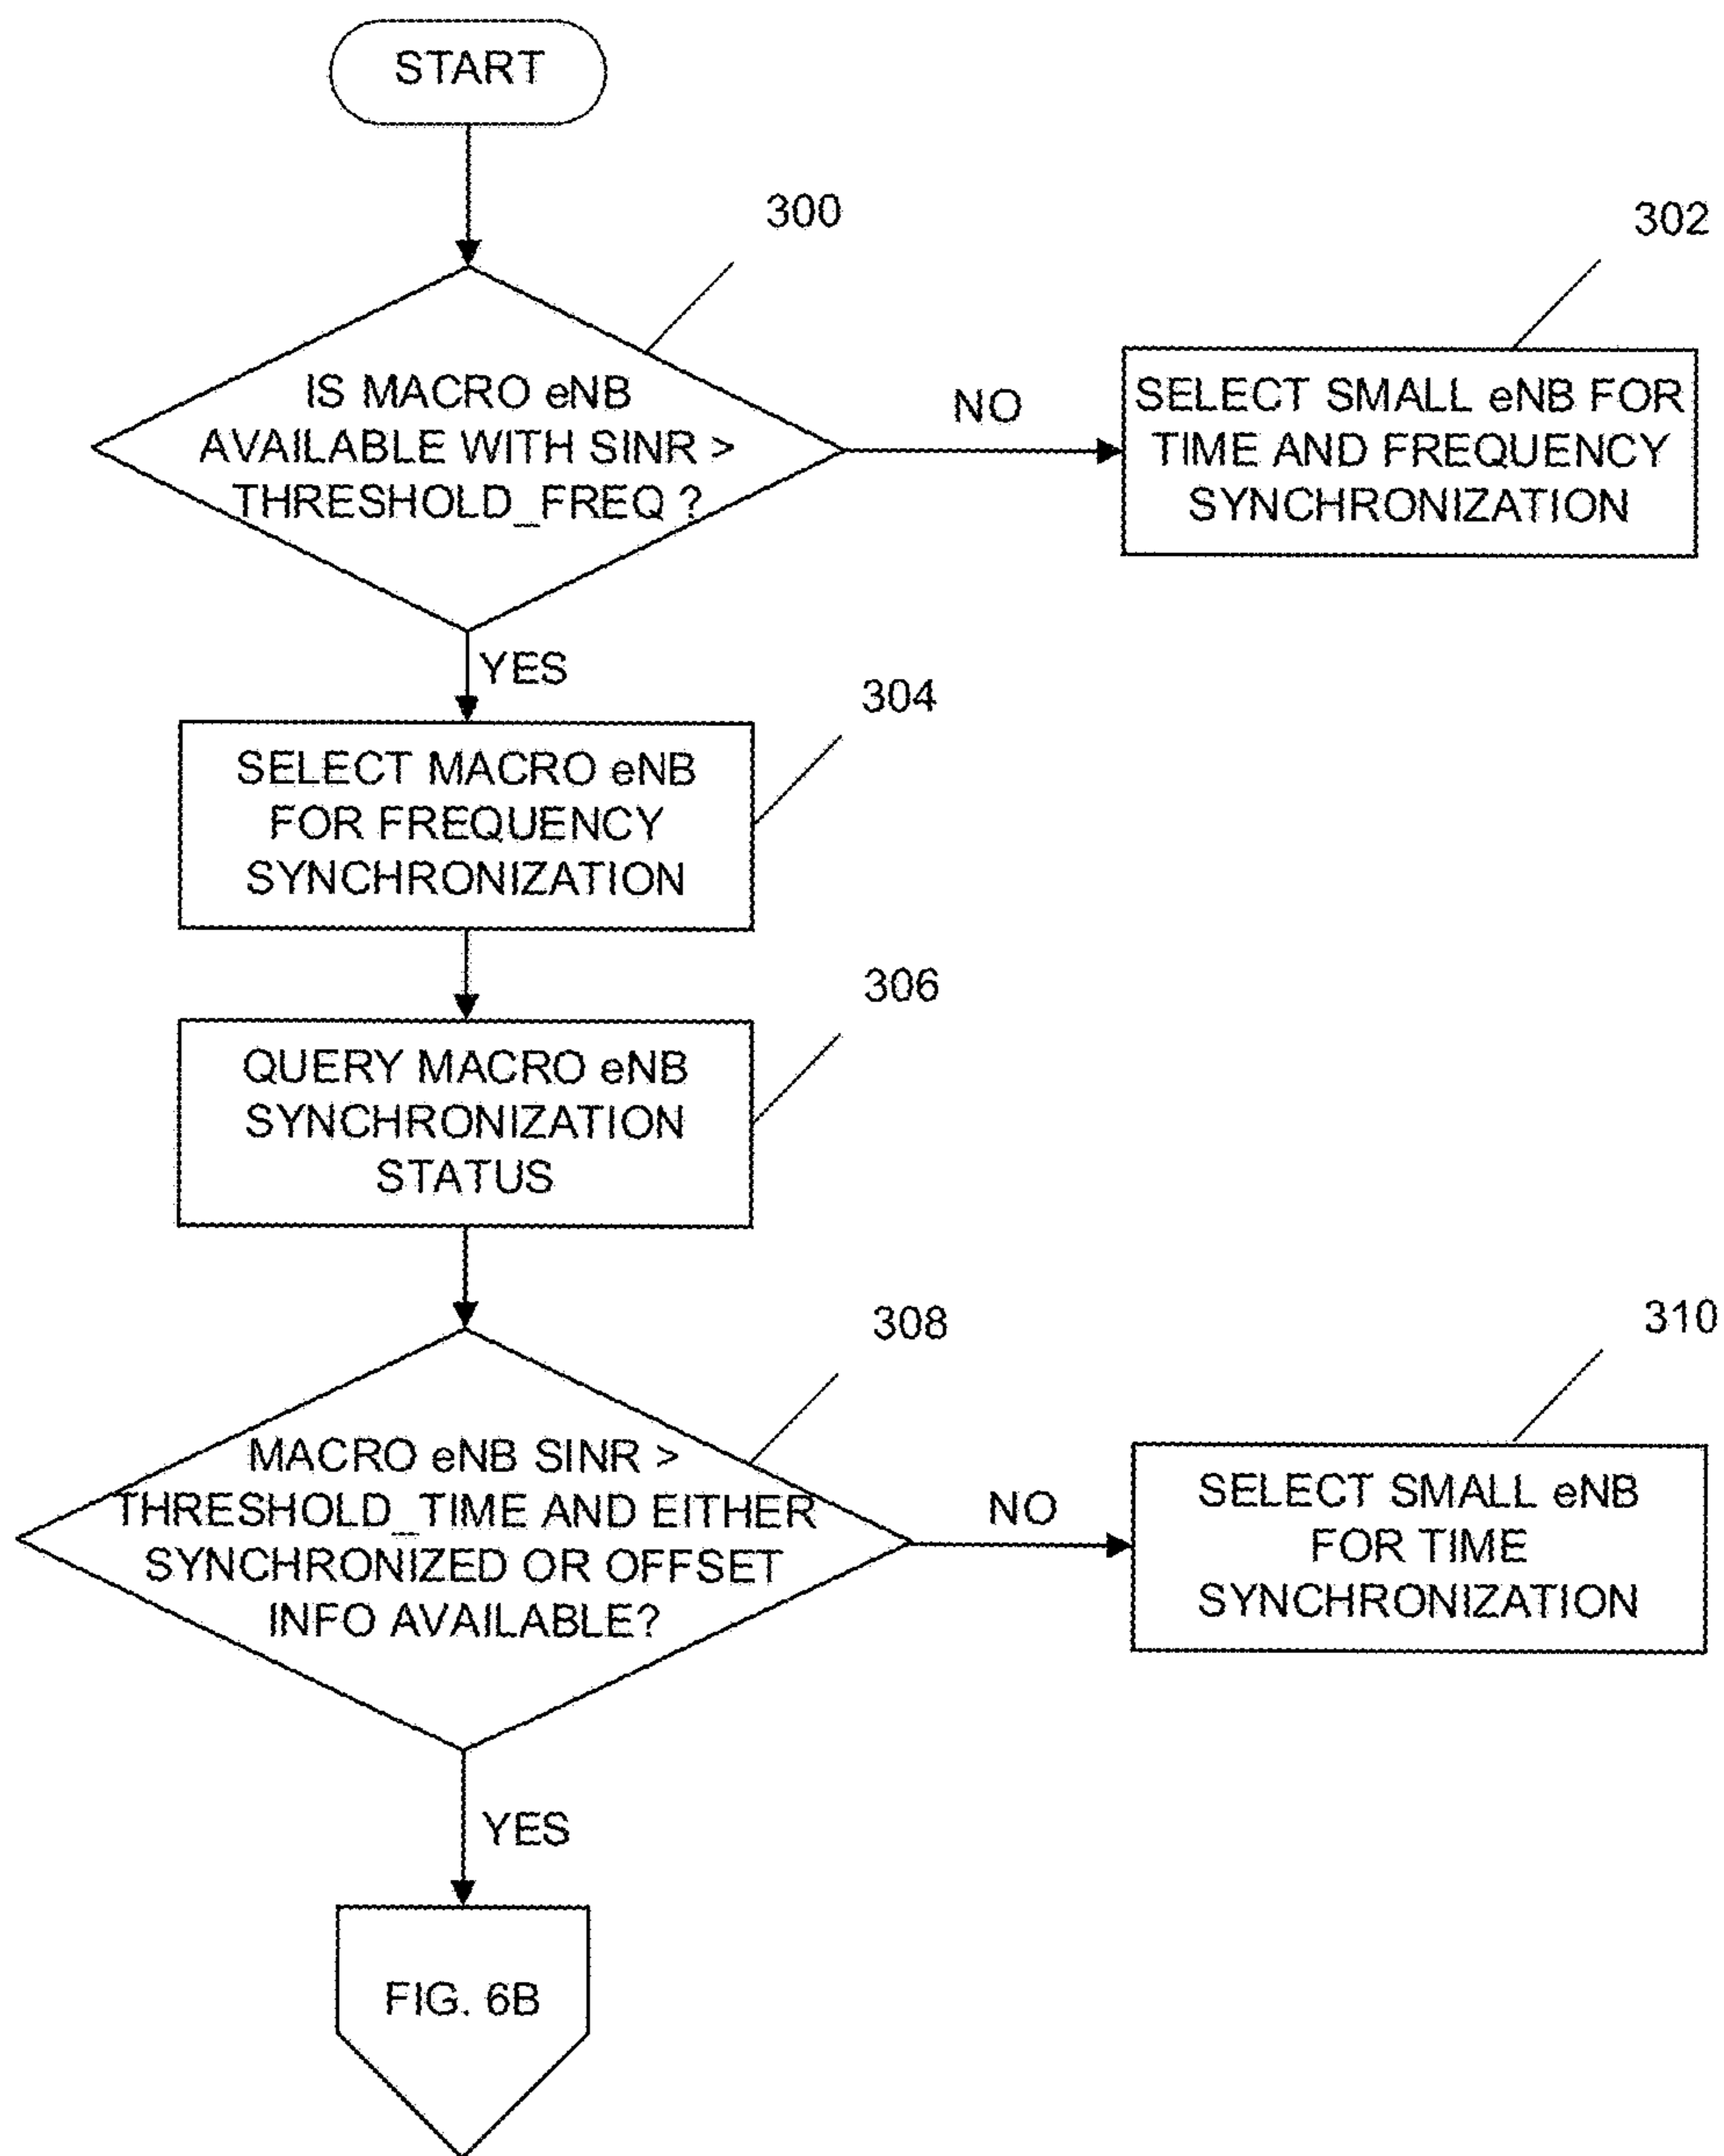 START
300
302
IS MACRO eNB
AVAILABLE WITH SINR >
THRESHOLD_FREQ ?
NO
SELECT SMALL eNB FOR
TIME AND FREQUENCY
SYNCHRONIZATION
YES
304
SELECT MACRO eNB
FOR FREQUENCY
SYNCHRONIZATION
306
QUERY MACRO eNB
SYNCHRONIZATION
STATUS
308
310
MACRO eNB SINR >
THRESHOLD_TIME AND EITHER
SYNCHRONIZED OR OFFSET
INFO AVAILABLE?
NO
SELECT SMALL eNB
FOR TIME
SYNCHRONIZATION
YES
FIG. 6B